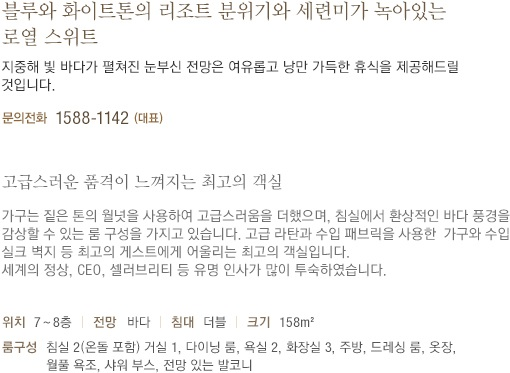 블루와 화이트톤의 리조트 분위기와 세련미가 녹아있는
로열 스위트
지중해 빛 바다가 펼쳐진 눈부신 전망은 여유롭고 낭만 가득한 휴식을 제공해드릴
것입니다.
문의전화 1588-1142 (대표)
고급스러운 품격이 느껴지는 최고의 객실
가구는 짙은 톤의 월넛을 사용하여 고급스러움을 더했으며, 침실에서 환상적인 바다 풍경을
감상할 수 있는 룸 구성을 가지고 있습니다. 고급 라탄과 수입 패브릭을 사용한 가구와 수입
실크 벽지 등 최고의 게스트에게 어울리는 최고의 객실입니다.
세계의 정상, CEO, 셀러브리티 등 유명 인사가 많이 투숙하였습니다.
위치 7~8층 | 전망 바다 | 침대 더블 | 크기 158m²
룸구성 침실 2(온돌 포함) 거실 1, 다이닝 룸, 욕실 2, 화장실 3, 주방, 드레싱 룸, 옷장,
월풀 욕조, 샤워 부스, 전망 있는 발코니